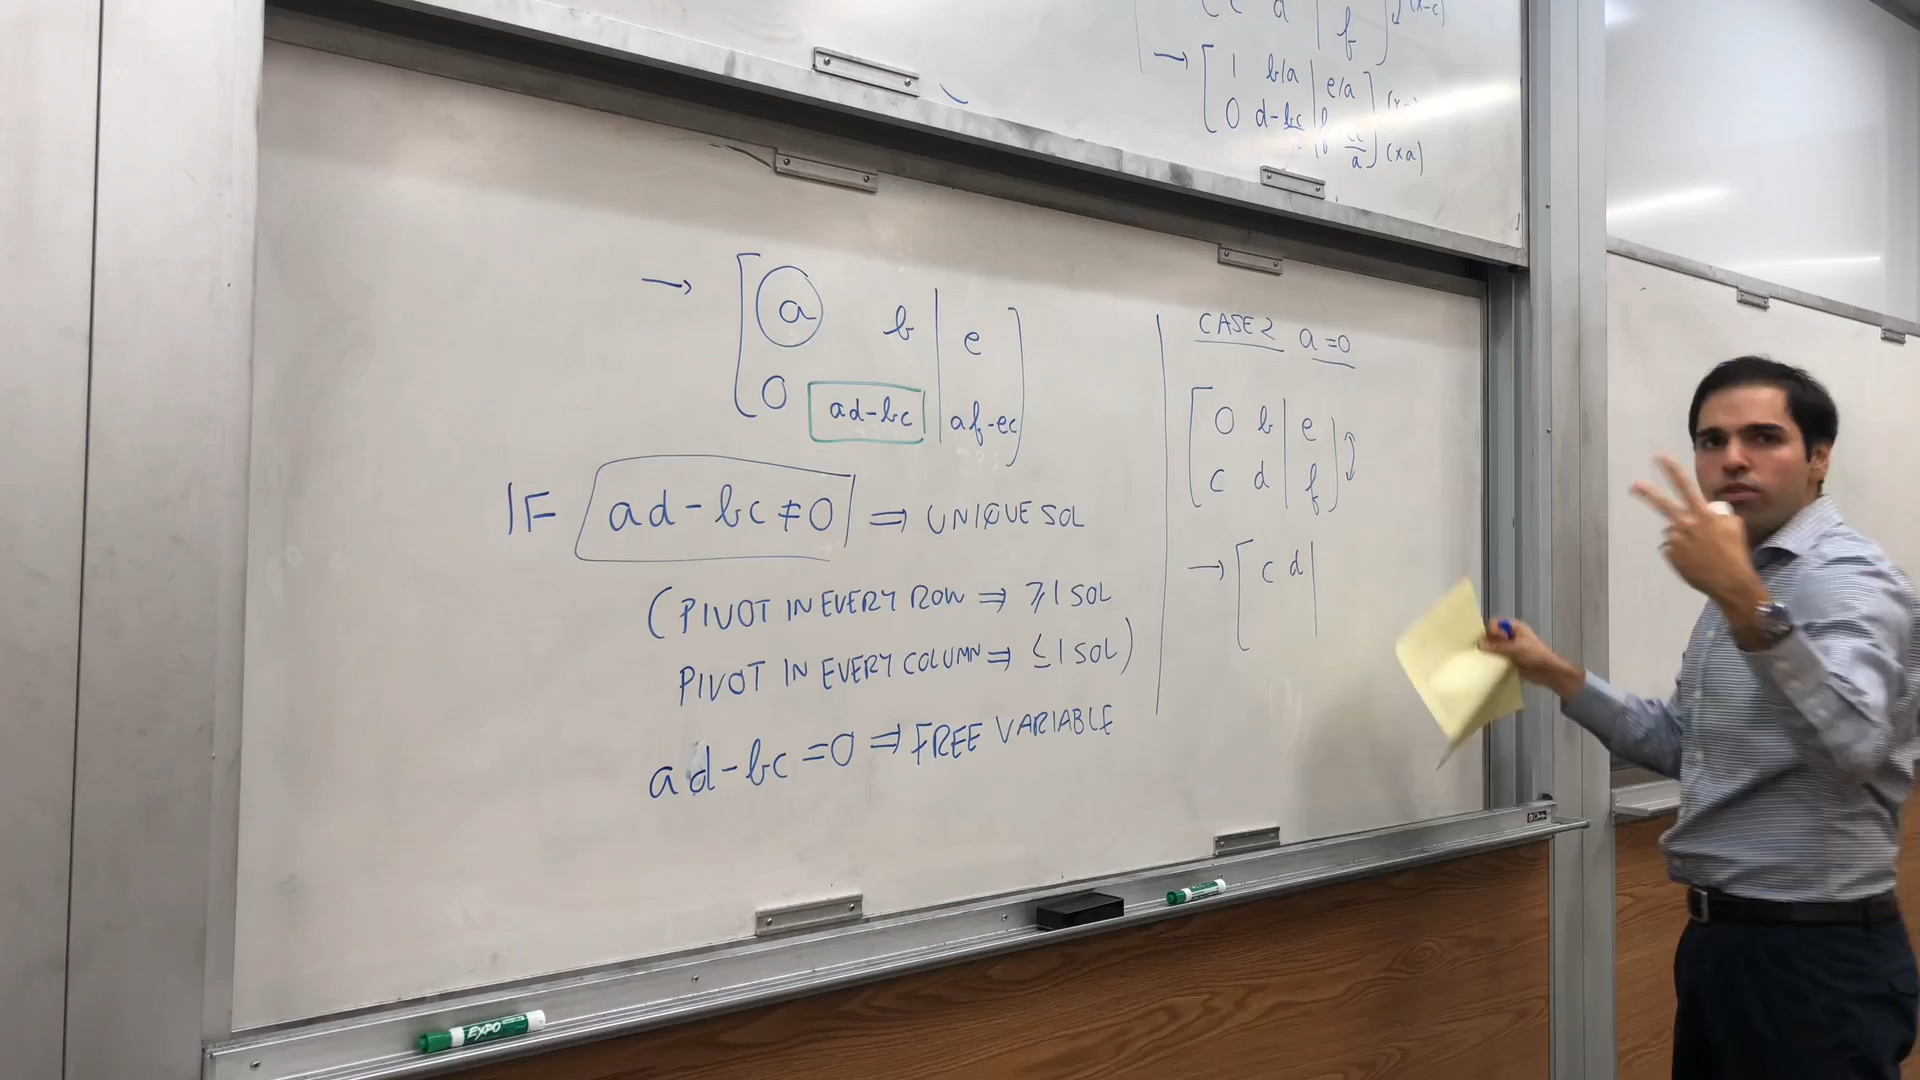 c d | f (x-c)
→ [ 1 b/a | e/a
0 d-bc | f a ] (xa)
→ [ a b | e ]
[ 0 ad-bc | af-ec ]
IF ad-bc≠0 ⇒ UNIQUE SOL
(PIVOT IN EVERY ROW ⇒ ≥1 SOL
PIVOT IN EVERY COLUMN ⇒ ≤1 SOL)
ad-bc=0 ⇒ FREE VARIABLE
CASE 2 a=0
[ 0 b | e ]
[ c d | f ]
→ [ c d |
EXPO